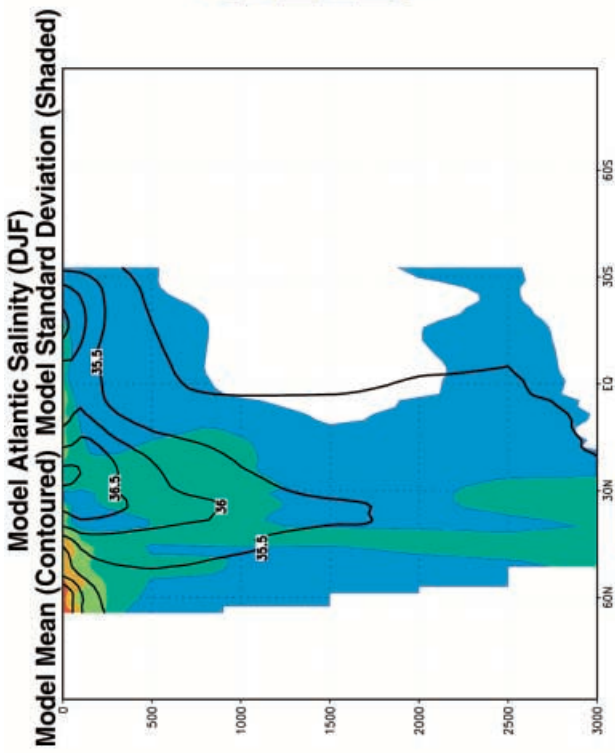 Model Atlantic Salinity (DJF)
Model Mean (Contoured) Model Standard Deviation (Shaded)
0
500
1000
1500
2000
2500
3000
60N
30N
EQ
30S
60S
36.5
36
35.5
35.5